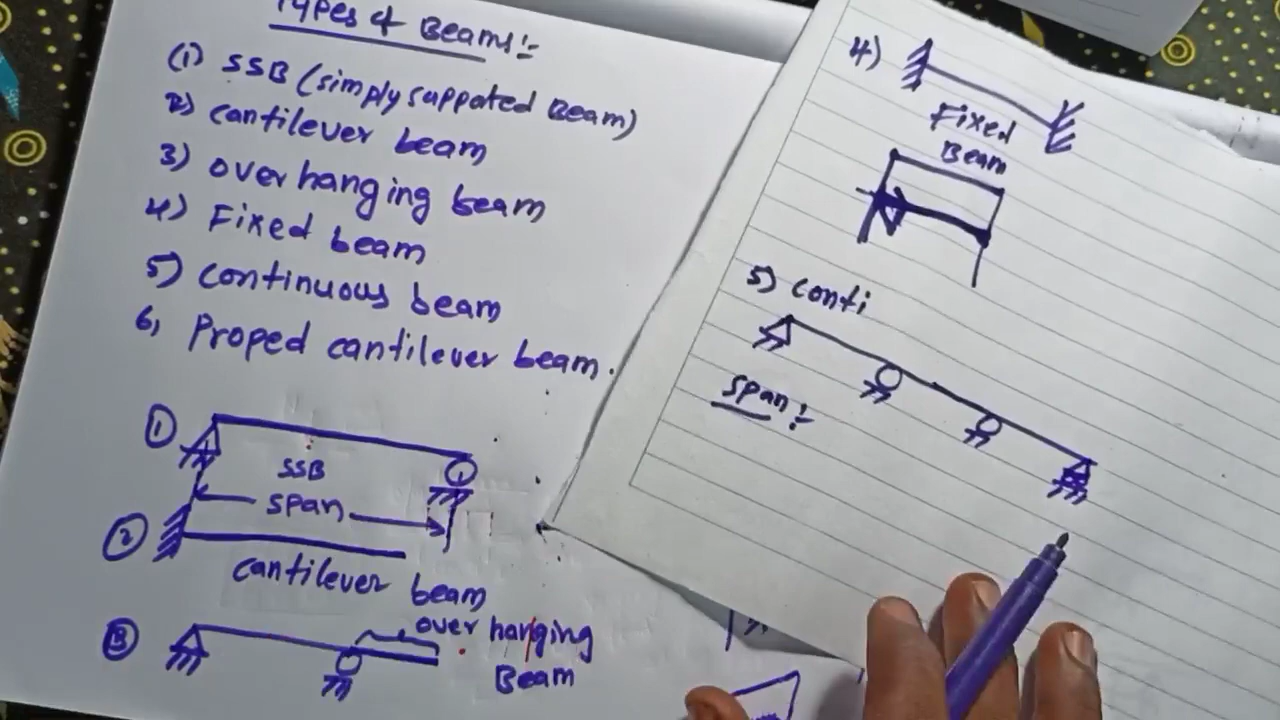 Types of Beams:-
(1) SSB (simply suppated Beam)
2) cantilever beam
3) over hanging beam
4) Fixed beam
5) continuous beam
6, Proped cantilever beam.
①
SSB
span
②
cantilever beam
③
over hanging
Beam
4)
Fixed
Beam
5) conti
span:-